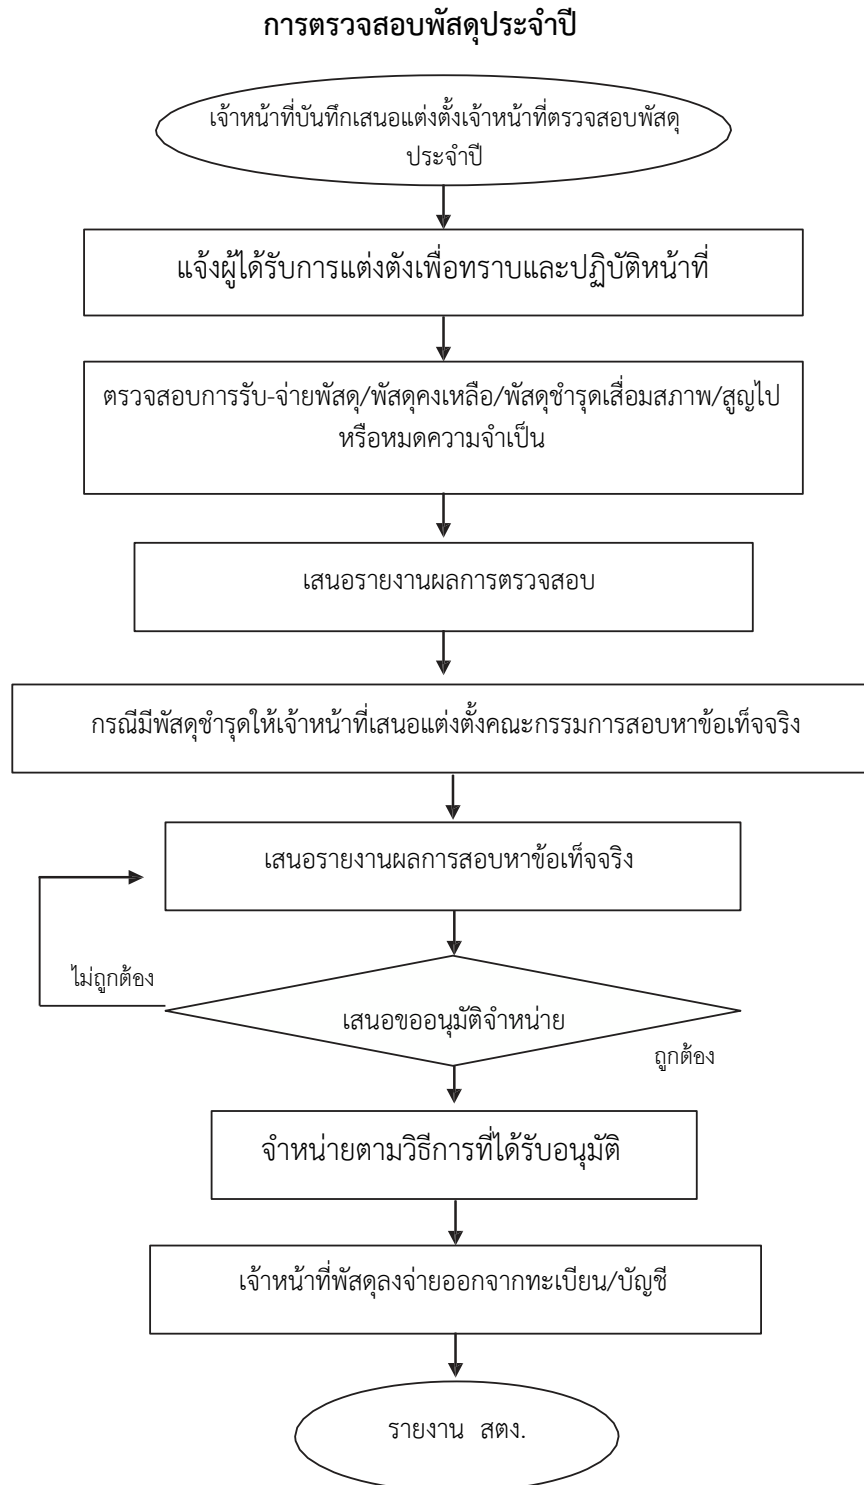 การตรวจสอบพัสดุประจำปี
เจ้าหน้าที่บันทึกเสนอแต่งตั้งเจ้าหน้าที่ตรวจสอบพัสดุ
ประจำปี
แจ้งผู้ได้รับการแต่งตังเพื่อทราบและปฏิบัติหน้าที่
ตรวจสอบการรับ-จ่ายพัสดุ/พัสดุคงเหลือ/พัสดุชำรุดเสื่อมสภาพ/สูญไป
หรือหมดความจำเป็น
เสนอรายงานผลการตรวจสอบ
กรณีมีพัสดุชำรุดให้เจ้าหน้าที่เสนอแต่งตั้งคณะกรรมการสอบหาข้อเท็จจริง
เสนอรายงานผลการสอบหาข้อเท็จจริง
ไม่ถูกต้อง
เสนอขออนุมัติจำหน่าย
ถูกต้อง
จำหน่ายตามวิธีการที่ได้รับอนุมัติ
เจ้าหน้าที่พัสดุลงจ่ายออกจากทะเบียน/บัญชี
รายงาน สตง.